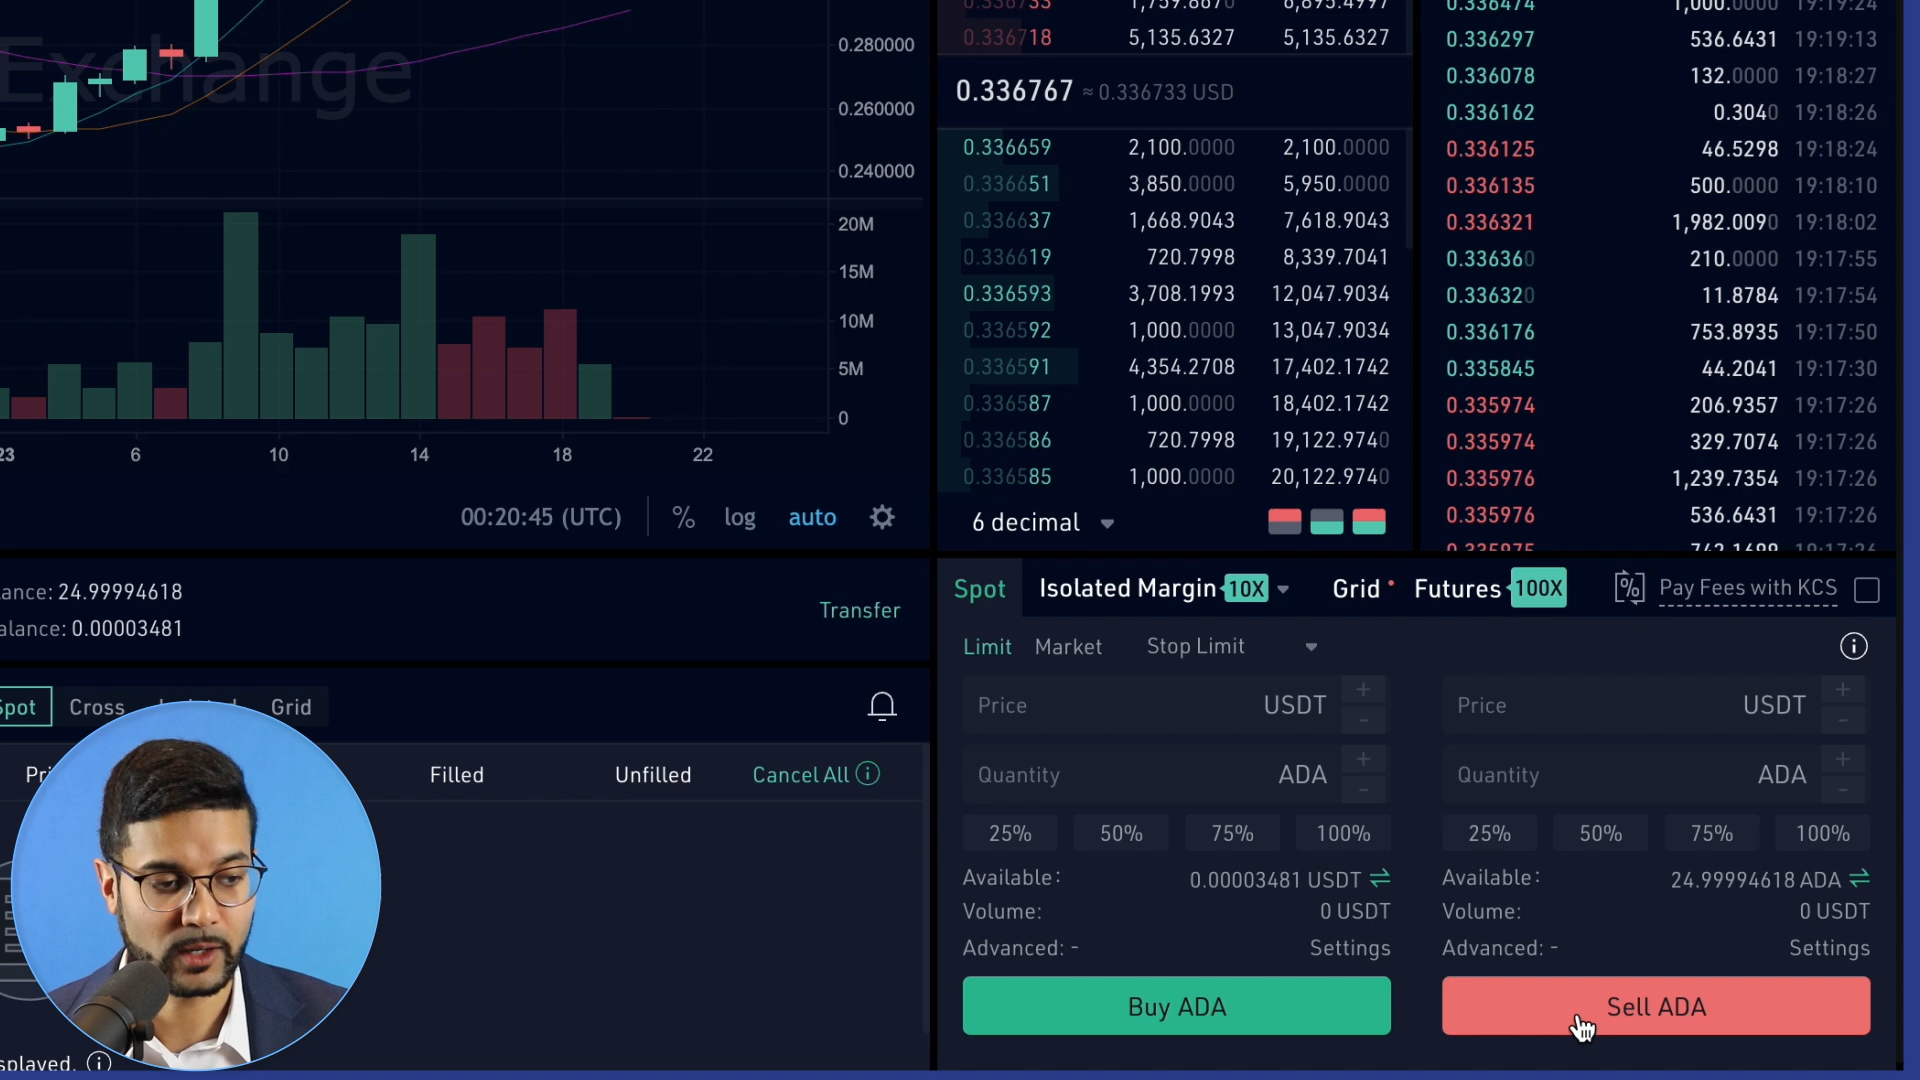 Exchange
0.280000
0.260000
0.240000
20M
15M
10M
5M
0
23 6 10 14 18 22
00:20:45 (UTC) % log auto
0.336718 5,135.6327 5,135.6327
0.336767 ≈ 0.336733 USD
0.336659 2,100.0000 2,100.0000
0.336651 3,850.0000 5,950.0000
0.336637 1,668.9043 7,618.9043
0.336619 720.7998 8,339.7041
0.336593 3,708.1993 12,047.9034
0.336592 1,000.0000 13,047.9034
0.336591 4,354.2708 17,402.1742
0.336587 1,000.0000 18,402.1742
0.336586 720.7998 19,122.9740
0.336585 1,000.0000 20,122.9740
6 decimal
0.336474 1,000.0000 19:19:24
0.336297 536.6431 19:19:13
0.336078 132.0000 19:18:27
0.336162 0.3040 19:18:26
0.336125 46.5298 19:18:24
0.336135 500.0000 19:18:10
0.336321 1,982.0090 19:18:02
0.336360 210.0000 19:17:55
0.336320 11.8784 19:17:54
0.336176 753.8935 19:17:50
0.335845 44.2041 19:17:30
0.335974 206.9357 19:17:26
0.335974 329.7074 19:17:26
0.335976 1,239.7354 19:17:26
0.335976 536.6431 19:17:26
ance: 24.99994618
alance: 0.00003481
Transfer
Spot Cross Grid
Filled Unfilled Cancel All
splayed.
Spot Isolated Margin 10X Grid Futures 100X % Pay Fees with KCS
Limit Market Stop Limit
Price USDT + -
Quantity ADA + -
25% 50% 75% 100%
Available: 0.00003481 USDT
Volume: 0 USDT
Advanced: - Settings
Buy ADA
Price USDT + -
Quantity ADA + -
25% 50% 75% 100%
Available: 24.99994618 ADA
Volume: 0 USDT
Advanced: - Settings
Sell ADA